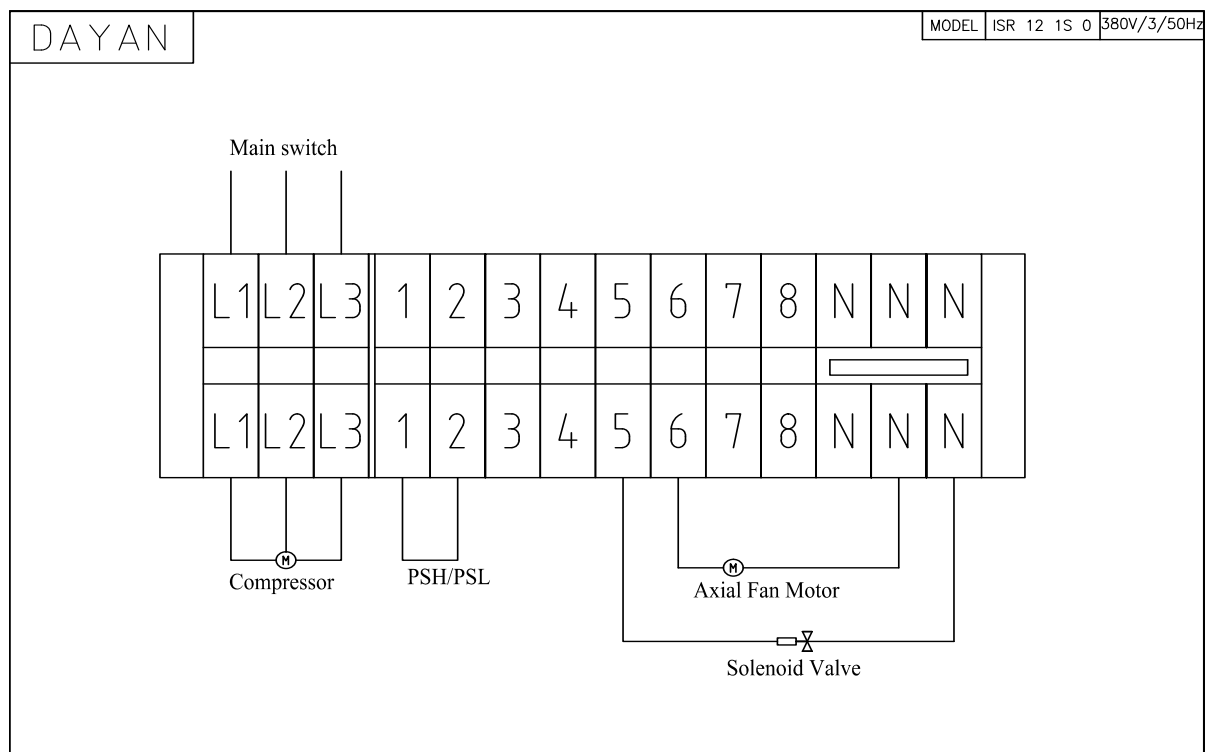 DAYAN
MODEL ISR 12 1S 0 380V/3/50Hz
Main switch
L1 L2 L3 1 2 3 4 5 6 7 8 N N N
L1 L2 L3 1 2 3 4 5 6 7 8 N N N
M
Compressor
PSH/PSL
M
Axial Fan Motor
Solenoid Valve